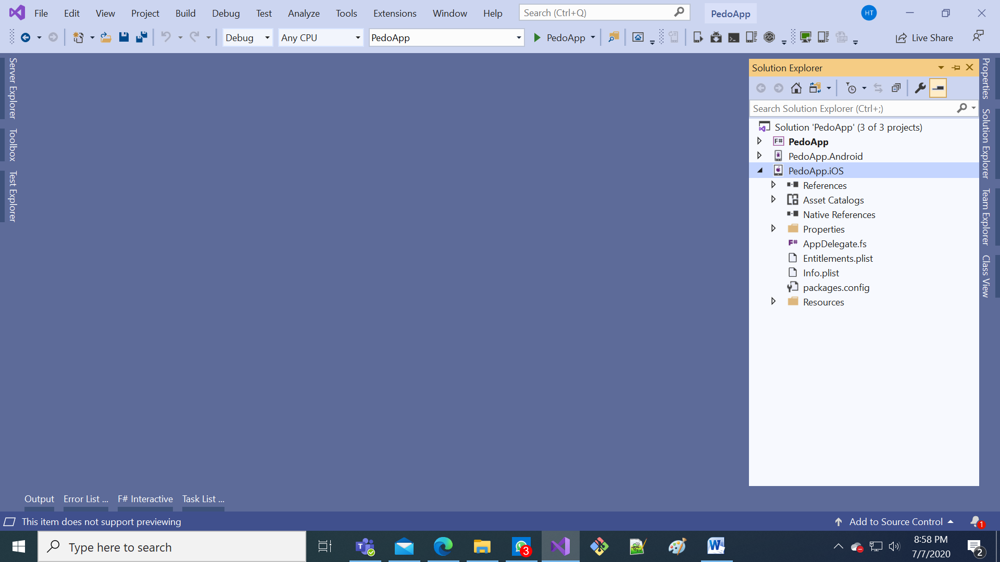 File Edit View Project Build Debug Test Analyze Tools Extensions Window Help Search (Ctrl+Q) PedoApp HT
Debug Any CPU PedoApp PedoApp Live Share
Server Explorer
Toolbox
Test Explorer
Solution Explorer
Search Solution Explorer (Ctrl+;)
Solution 'PedoApp' (3 of 3 projects)
F# PedoApp
PedoApp.Android
PedoApp.iOS
References
Asset Catalogs
Native References
Properties
F# AppDelegate.fs
Entitlements.plist
Info.plist
packages.config
Resources
Properties
Solution Explorer
Team Explorer
Class View
Output Error List ... F# Interactive Task List ...
This item does not support previewing Add to Source Control 1
Type here to search T 3 W 8:58 PM
7/7/2020 2